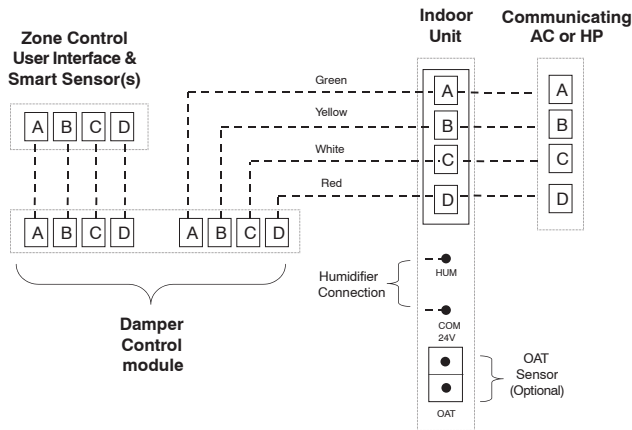 Zone Control
User Interface &
Smart Sensor(s)
A B C D
Indoor
Unit
Communicating
AC or HP
Green
A
A
Yellow
B
B
White
C
C
Red
D
D
A B C D
A B C D
Damper
Control
module
Humidifier
Connection
HUM
COM
24V
OAT
OAT
Sensor
(Optional)